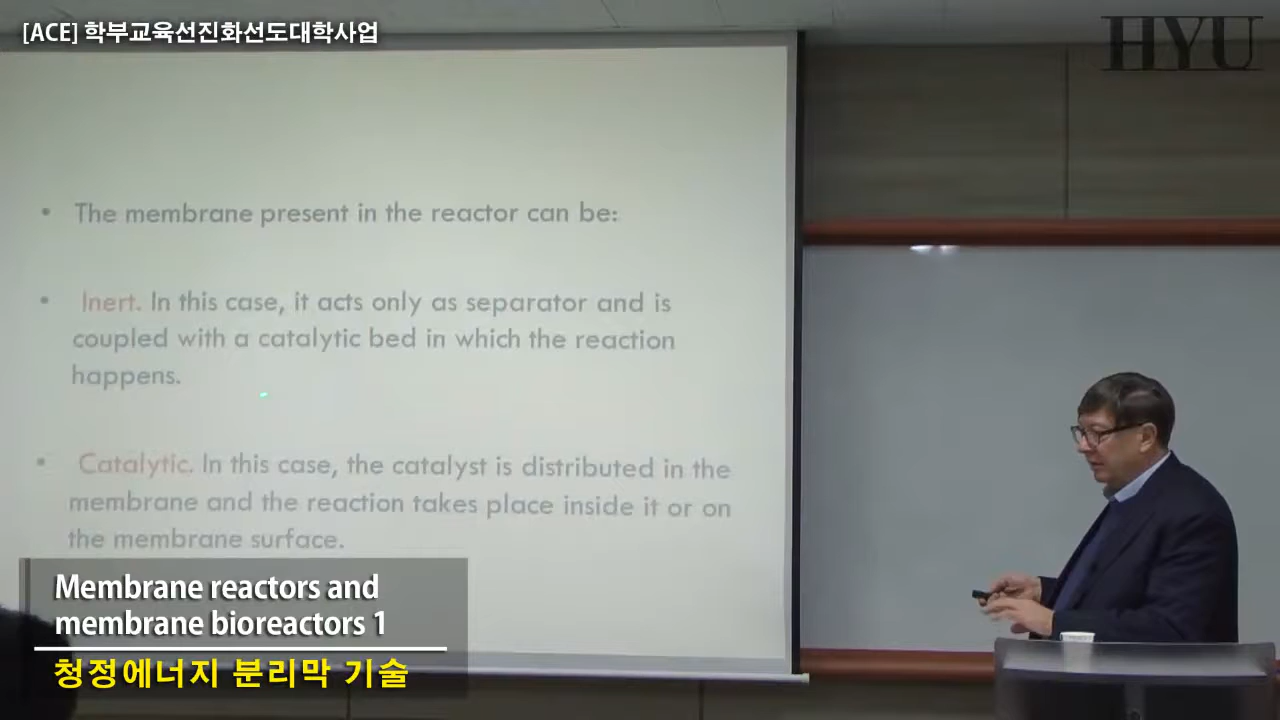 [ACE] 학부교육선진화선도대학사업
HYU
• The membrane present in the reactor can be:
• Inert. In this case, it acts only as separator and is
coupled with a catalytic bed in which the reaction
happens.
• Catalytic. In this case, the catalyst is distributed in the
membrane and the reaction takes place inside it or on
the membrane surface.
Membrane reactors and
membrane bioreactors 1
청정에너지 분리막 기술